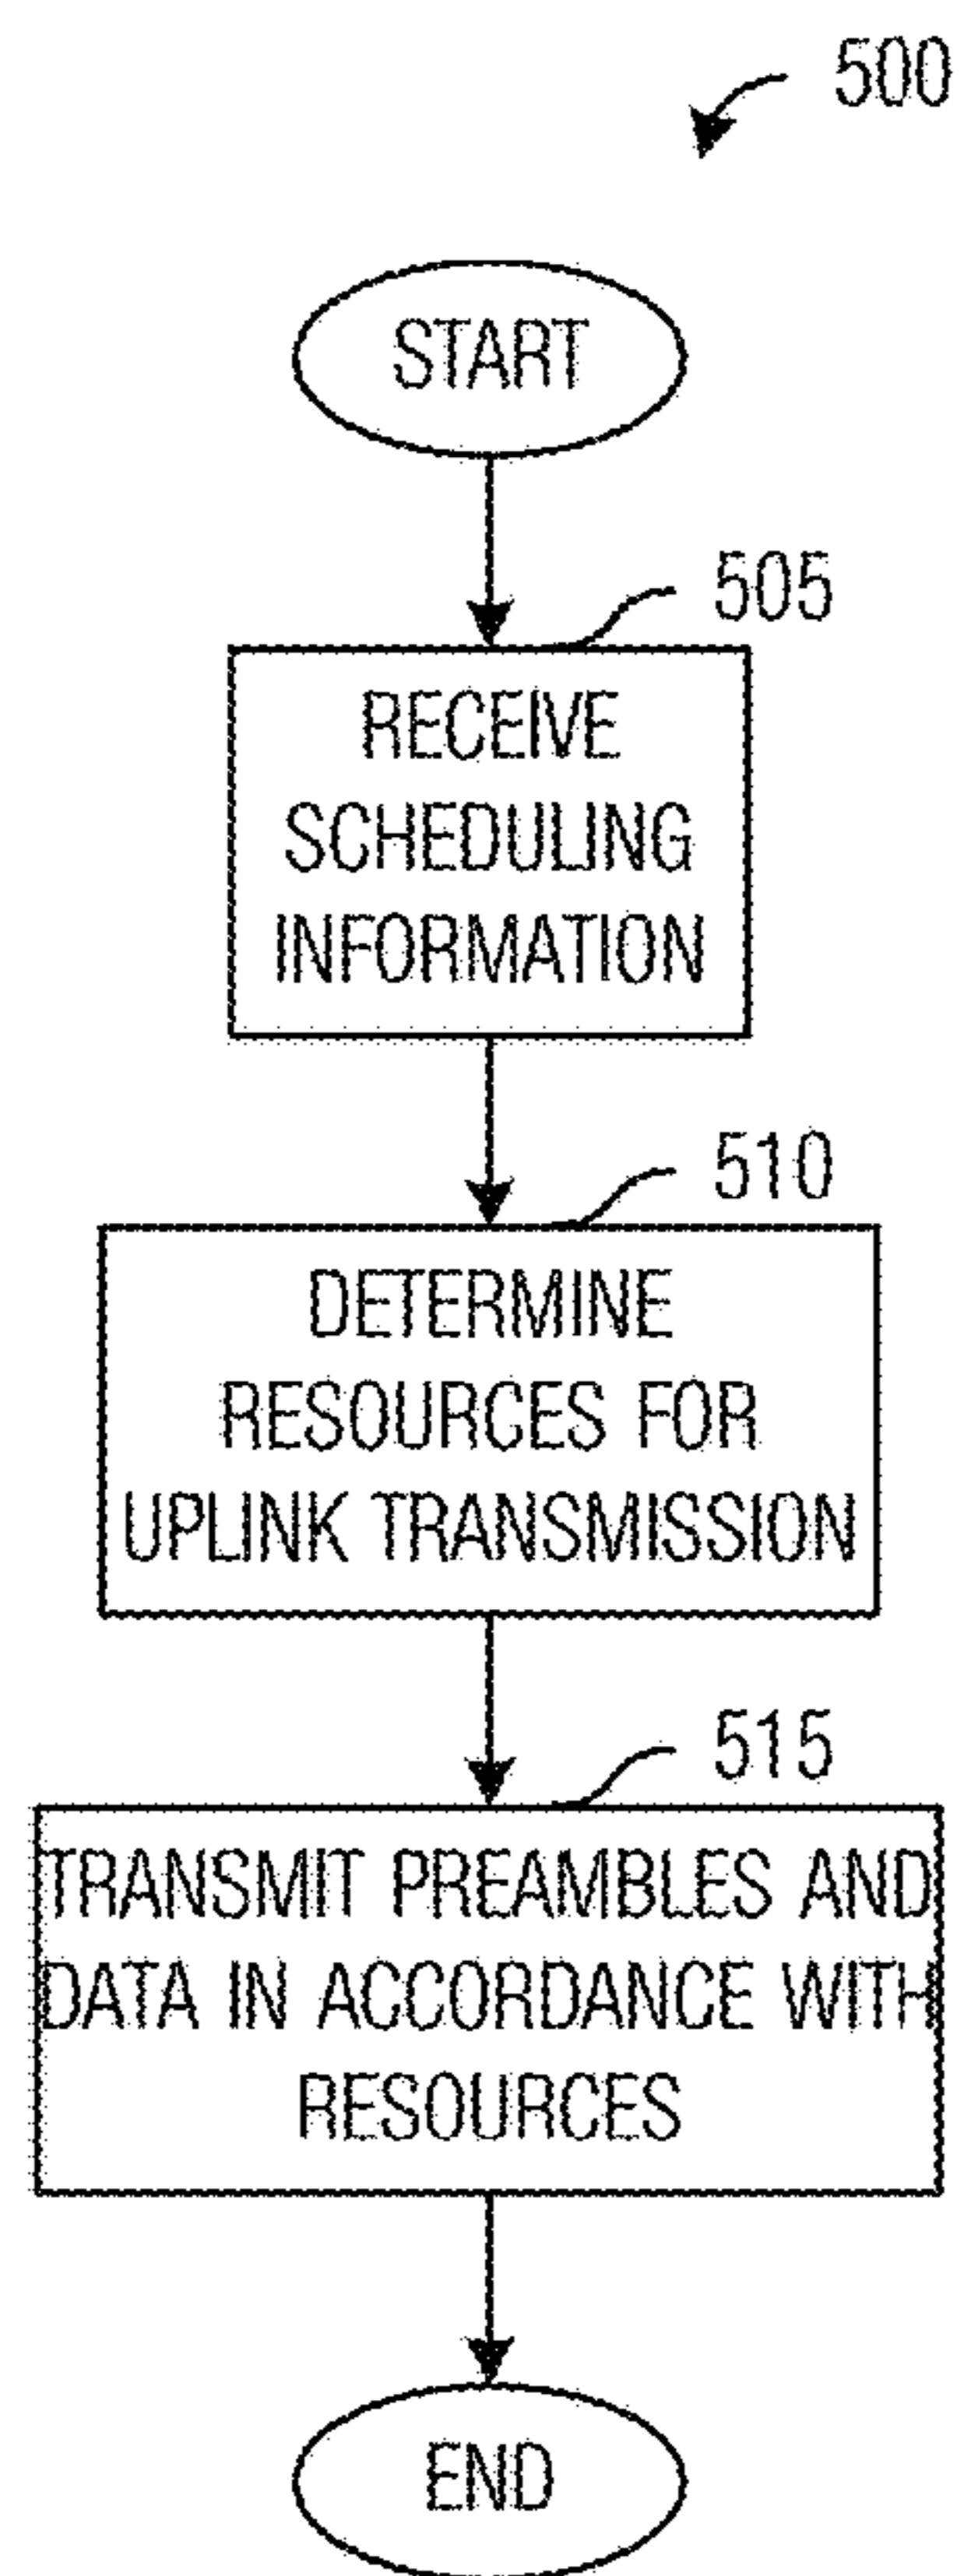 500
START
505
RECEIVE
SCHEDULING
INFORMATION
510
DETERMINE
RESOURCES FOR
UPLINK TRANSMISSION
515
TRANSMIT PREAMBLES AND
DATA IN ACCORDANCE WITH
RESOURCES
END